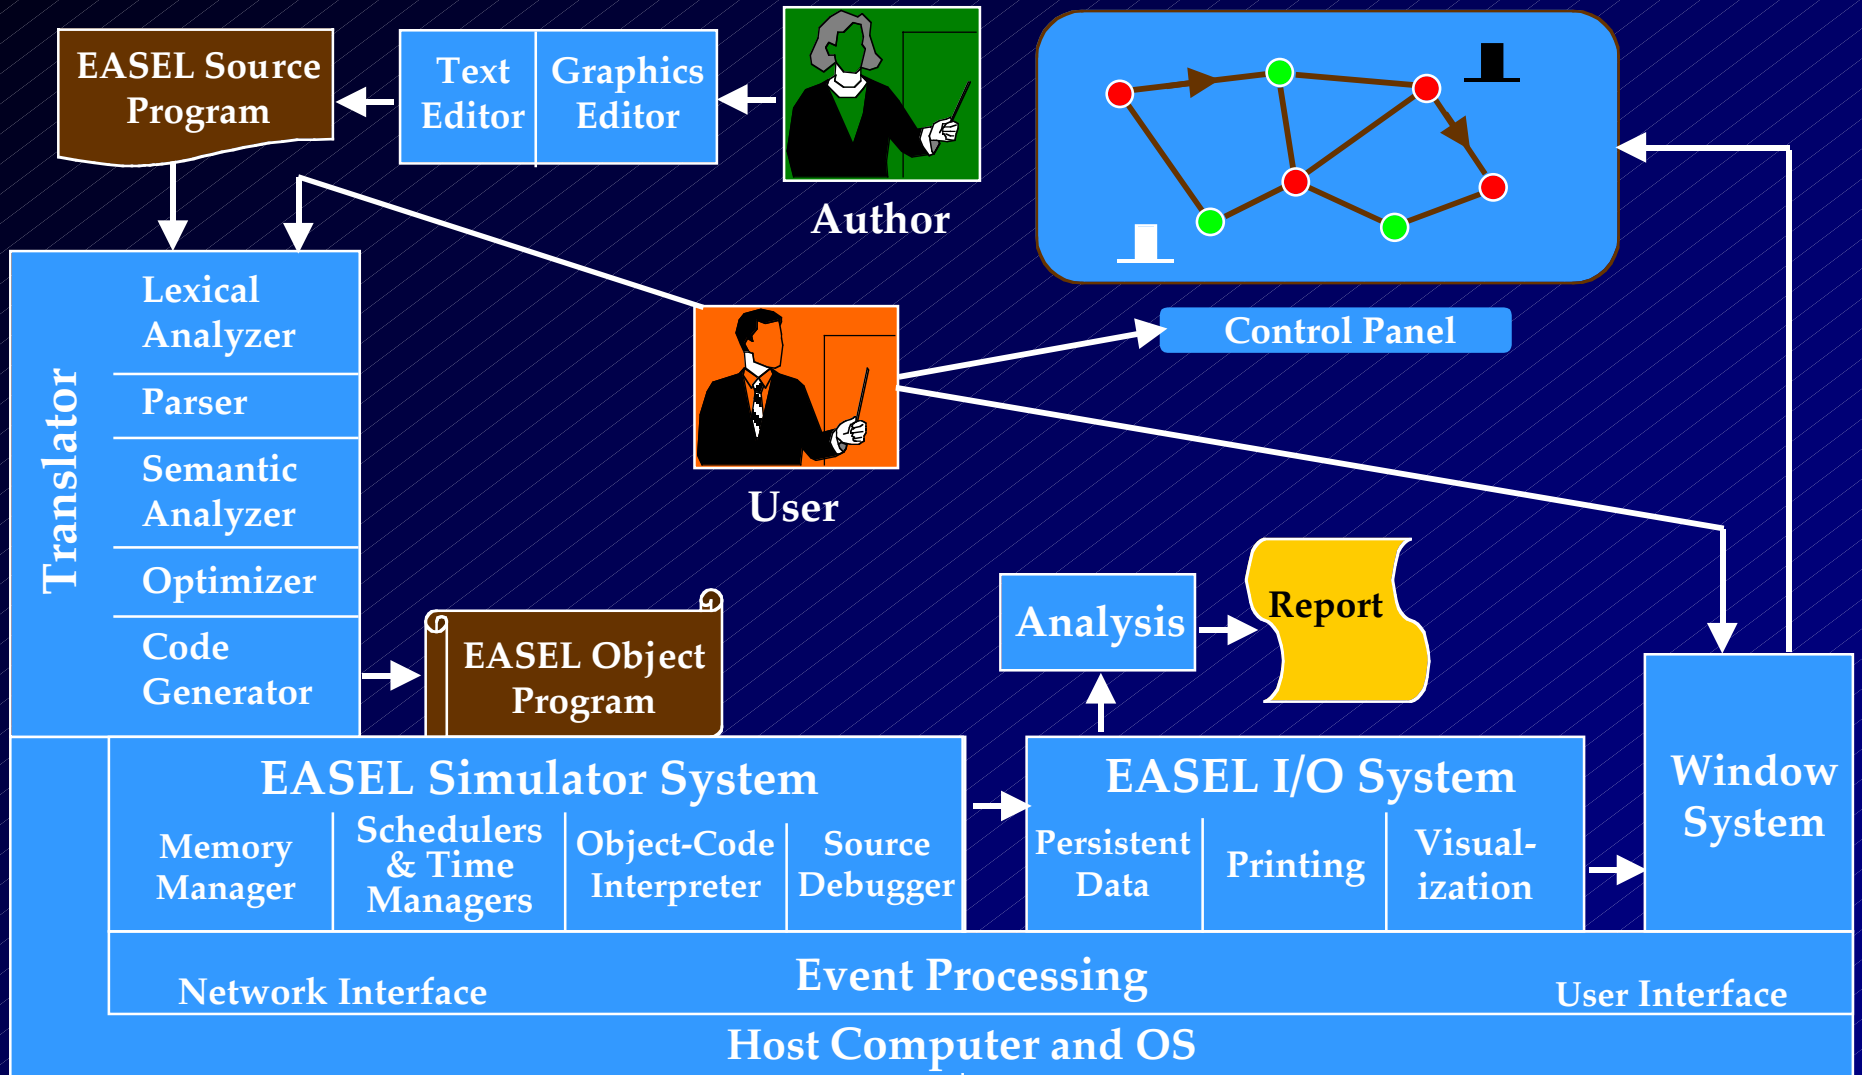 EASEL Source
Program
Text
Editor
Graphics
Editor
Author
Control Panel
User
Translator
Lexical
Analyzer
Parser
Semantic
Analyzer
Optimizer
Code
Generator
EASEL Object
Program
Analysis
Report
EASEL Simulator System
Memory
Manager
Schedulers
& Time
Managers
Object-Code
Interpreter
Source
Debugger
EASEL I/O System
Persistent
Data
Printing
Visual-
ization
Window
System
Network Interface
Event Processing
User Interface
Host Computer and OS